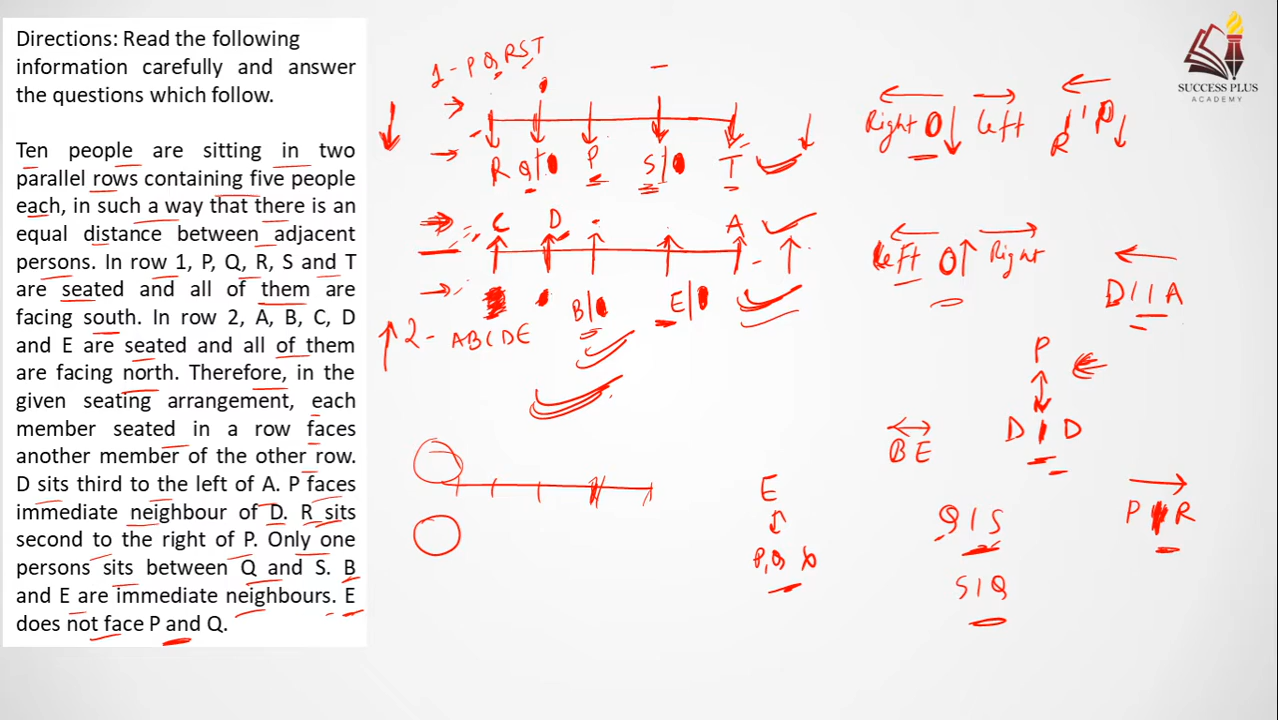 Directions: Read the following
information carefully and answer
the questions which follow.
Ten people are sitting in two
parallel rows containing five people
each, in such a way that there is an
equal distance between adjacent
persons. In row 1, P, Q, R, S and T
are seated and all of them are
facing south. In row 2, A, B, C, D
and E are seated and all of them
are facing north. Therefore, in the
given seating arrangement, each
member seated in a row faces
another member of the other row.
D sits third to the left of A. P faces
immediate neighbour of D. R sits
second to the right of P. Only one
persons sits between Q and S. B
and E are immediate neighbours. E
does not face P and Q.
1 - P Q R S T
R Q P S T
C D A
B E
2 - A B C D E
E
P, Q
Right left
R P
left Right
D A
P
D D
B E
Q S
S Q
P R
SUCCESS PLUS
ACADEMY